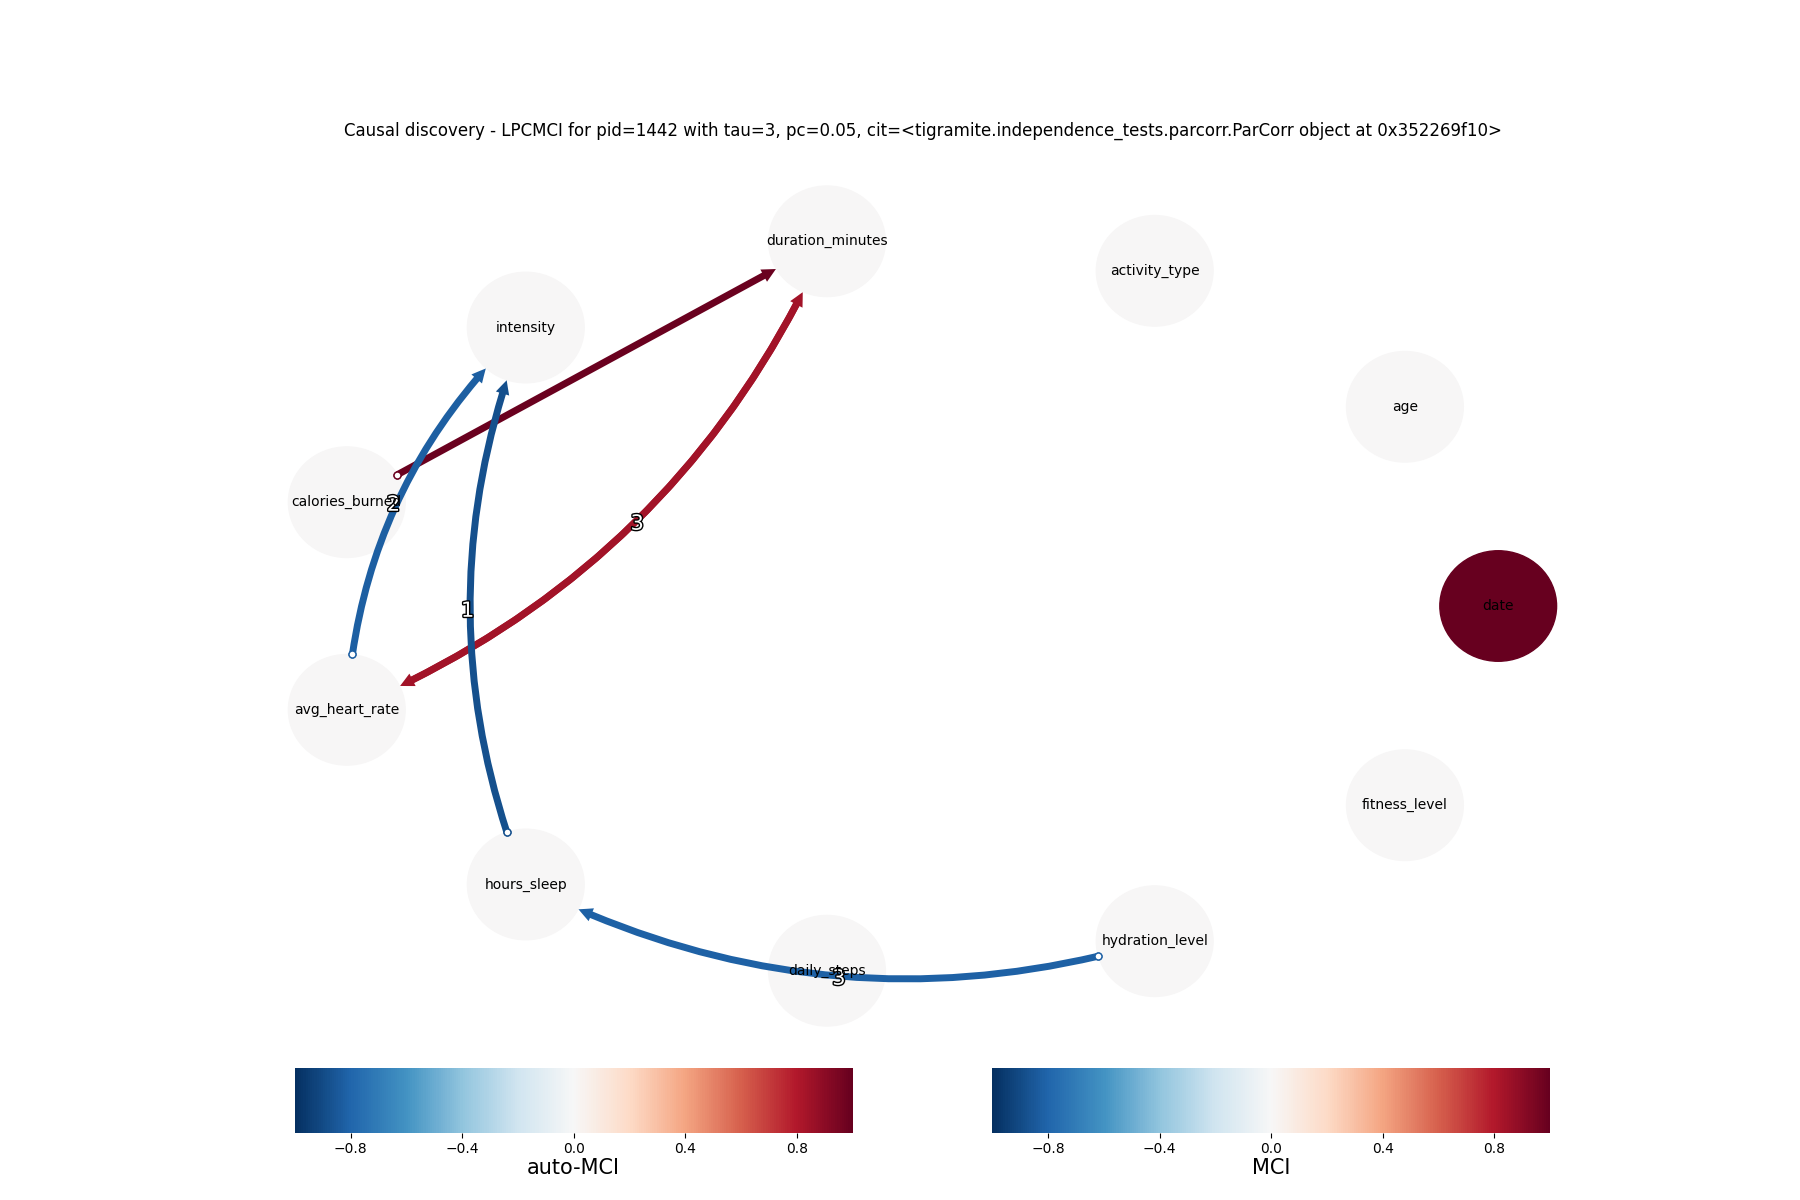 Causal discovery - LPCMCI for pid=1442 with tau=3, pc=0.05, cit=<tigramite.independence_tests.parcorr.ParCorr object at 0x352269f10>
duration_minutes
activity_type
intensity
age
calories_burned
2
3
date
1
avg_heart_rate
fitness_level
hours_sleep
hydration_level
daily_steps
3
−0.8 −0.4 0.0 0.4 0.8
auto-MCI
−0.8 −0.4 0.0 0.4 0.8
MCI